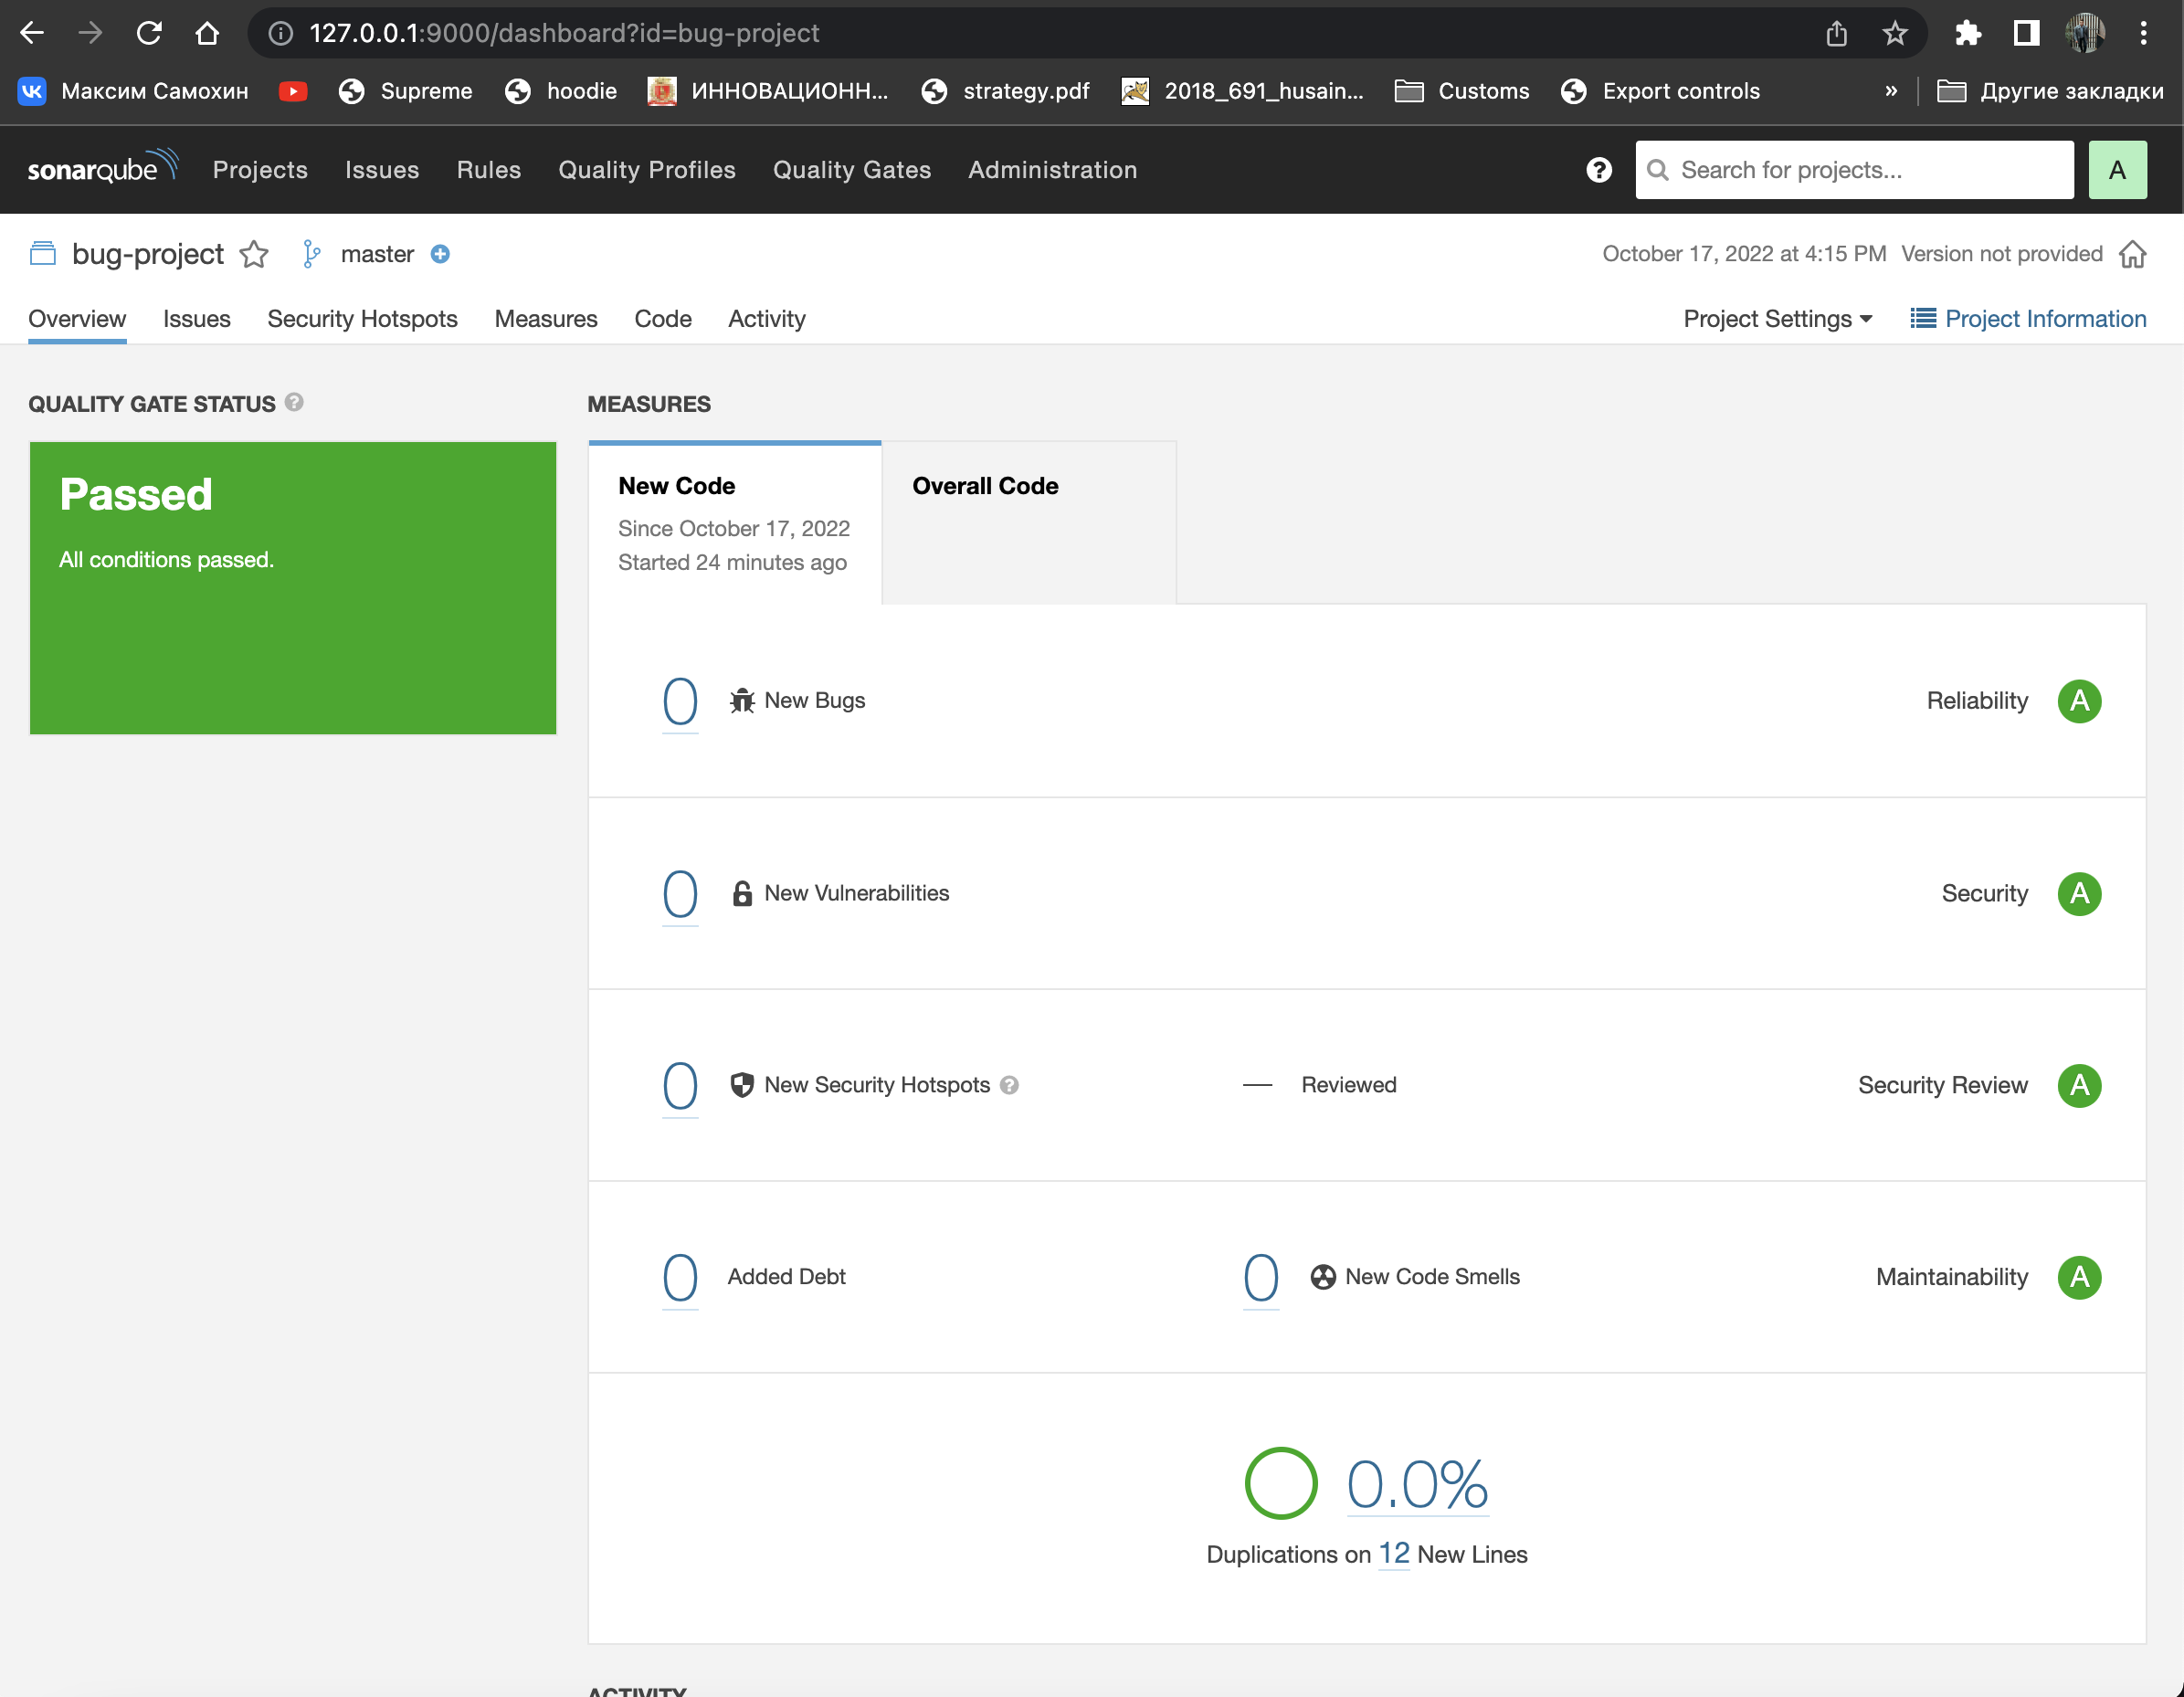 127.0.0.1:9000/dashboard?id=bug-project
VK Максим Самохин Supreme hoodie ИННОВАЦИОНН... strategy.pdf 2018_691_husain... Customs Export controls » Другие закладки
sonarqube Projects Issues Rules Quality Profiles Quality Gates Administration ? Search for projects... A
bug-project master October 17, 2022 at 4:15 PM Version not provided
Overview Issues Security Hotspots Measures Code Activity Project Settings Project Information
QUALITY GATE STATUS ? MEASURES
Passed
All conditions passed.
New Code Overall Code
Since October 17, 2022
Started 24 minutes ago
0 New Bugs Reliability A
0 New Vulnerabilities Security A
0 New Security Hotspots ? — Reviewed Security Review A
0 Added Debt 0 New Code Smells Maintainability A
0.0%
Duplications on 12 New Lines
ACTIVITY